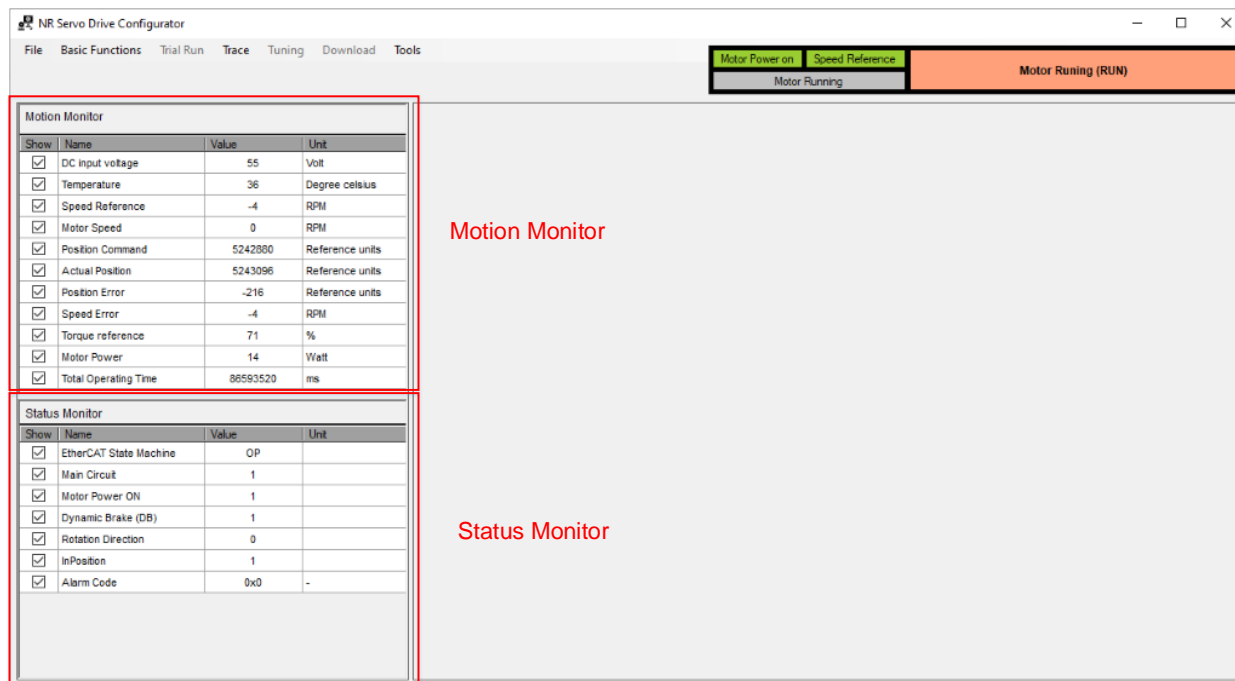 NR Servo Drive Configurator
File Basic Functions Trial Run Trace Tuning Download Tools
Motor Power on Speed Reference
Motor Running
Motor Runing (RUN)
Motion Monitor
Show Name Value Unit
DC input voltage 55 Volt
Temperature 36 Degree celsius
Speed Reference -4 RPM
Motor Speed 0 RPM
Position Command 5242880 Reference units
Actual Position 5243096 Reference units
Position Error -216 Reference units
Speed Error -4 RPM
Torque reference 71 %
Motor Power 14 Watt
Total Operating Time 86593520 ms
Motion Monitor
Status Monitor
Show Name Value Unit
EtherCAT State Machine OP
Main Circuit 1
Motor Power ON 1
Dynamic Brake (DB) 1
Rotation Direction 0
InPosition 1
Alarm Code 0x0 -
Status Monitor